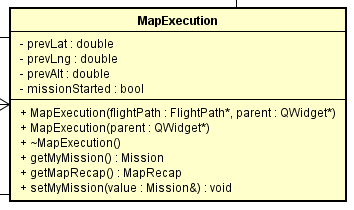 MapExecution
- prevLat : double
- prevLng : double
- prevAlt : double
- missionStarted : bool
+ MapExecution(flightPath : FlightPath*, parent : QWidget*)
+ MapExecution(parent : QWidget*)
+ ~MapExecution()
+ getMyMission() : Mission
+ getMapRecap() : MapRecap
+ setMyMission(value : Mission&) : void